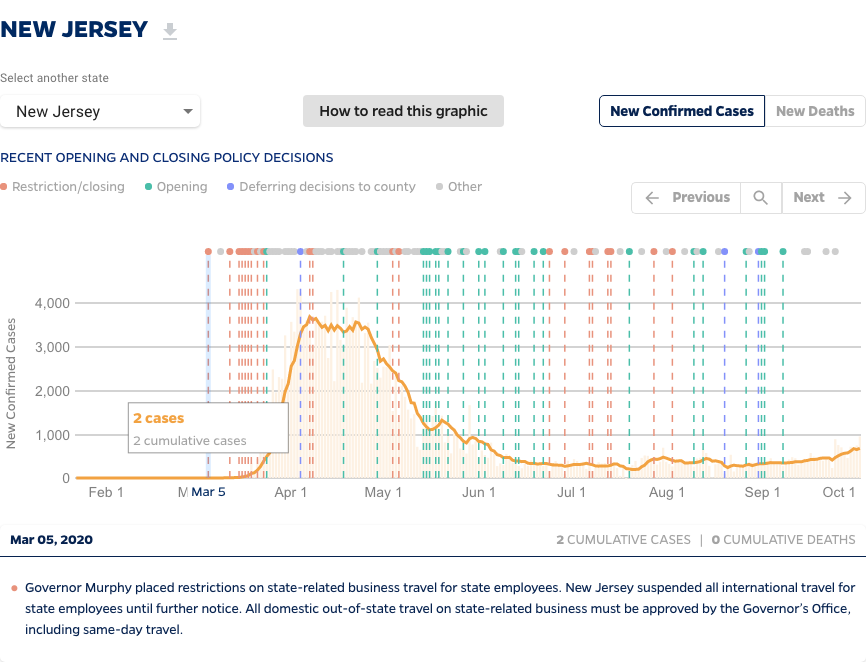 NEW JERSEY
Select another state
New Jersey
How to read this graphic
New Confirmed Cases
New Deaths
RECENT OPENING AND CLOSING POLICY DECISIONS
Restriction/closing
Opening
Deferring decisions to county
Other
Previous
Next
New Confirmed Cases
4,000
3,000
2,000
1,000
0
2 cases
2 cumulative cases
Feb 1
M
Mar 5
Apr 1
May 1
Jun 1
Jul 1
Aug 1
Sep 1
Oct 1
Mar 05, 2020
2 CUMULATIVE CASES | 0 CUMULATIVE DEATHS
Governor Murphy placed restrictions on state-related business travel for state employees. New Jersey suspended all international travel for
state employees until further notice. All domestic out-of-state travel on state-related business must be approved by the Governor's Office,
including same-day travel.